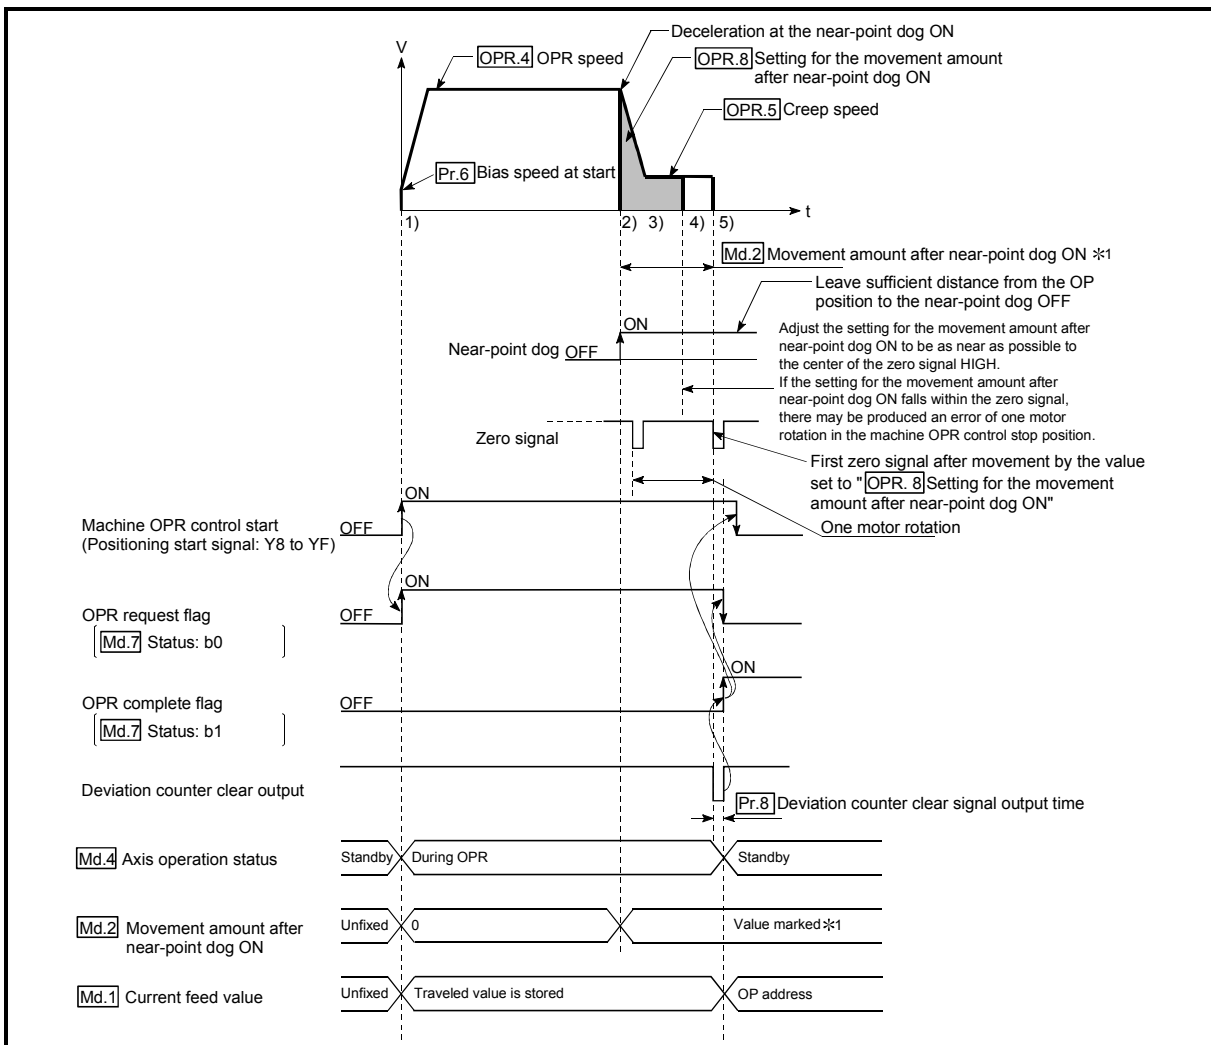 Deceleration at the near-point dog ON
V
OPR.4 OPR speed
OPR.8 Setting for the movement amount
after near-point dog ON
OPR.5 Creep speed
Pr.6 Bias speed at start
t
1) 2) 3) 4) 5)
Md.2 Movement amount after near-point dog ON ✻1
Leave sufficient distance from the OP
position to the near-point dog OFF
ON
Near-point dog OFF
Adjust the setting for the movement amount after
near-point dog ON to be as near as possible to
the center of the zero signal HIGH.
If the setting for the movement amount after
near-point dog ON falls within the zero signal,
there may be produced an error of one motor
rotation in the machine OPR control stop position.
Zero signal
First zero signal after movement by the value
set to " OPR. 8 Setting for the movement
amount after near-point dog ON"
One motor rotation
ON
Machine OPR control start
(Positioning start signal: Y8 to YF)
OFF
ON
OPR request flag
OFF
Md.7 Status: b0
ON
OPR complete flag
OFF
Md.7 Status: b1
Deviation counter clear output
Pr.8 Deviation counter clear signal output time
Md.4 Axis operation status
Standby During OPR Standby
Md.2 Movement amount after
near-point dog ON
Unfixed 0 Value marked ✻1
Md.1 Current feed value
Unfixed Traveled value is stored OP address